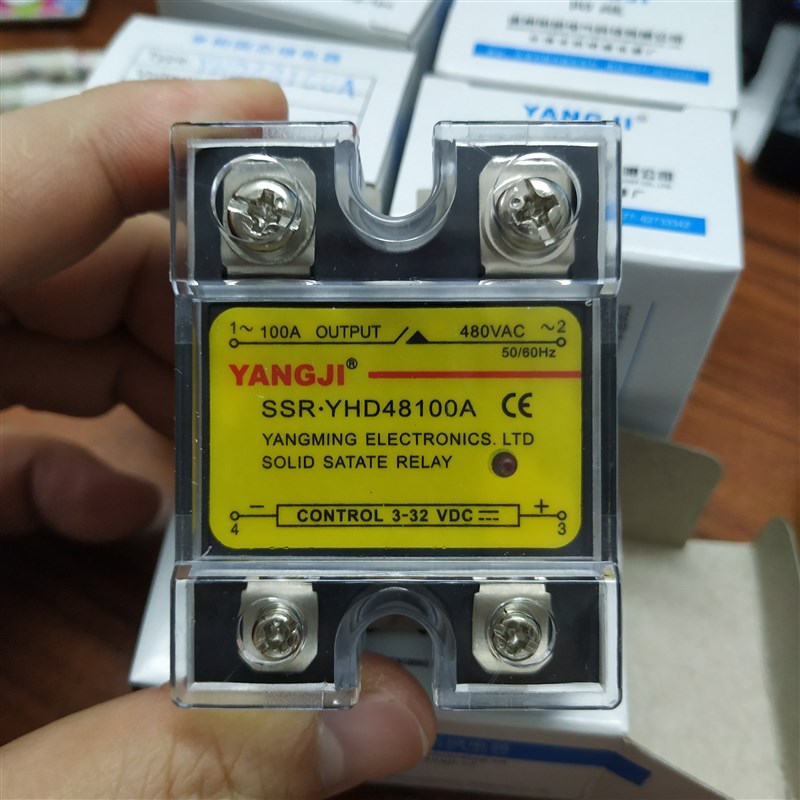 YANGJI®
1~ 100A OUTPUT 480VAC ~2
50/60Hz
YANGJI®
SSR·YHD48100A CE
YANGMING ELECTRONICS. LTD
SOLID SATATE RELAY
− +
4 CONTROL 3-32 VDC ⎓ 3